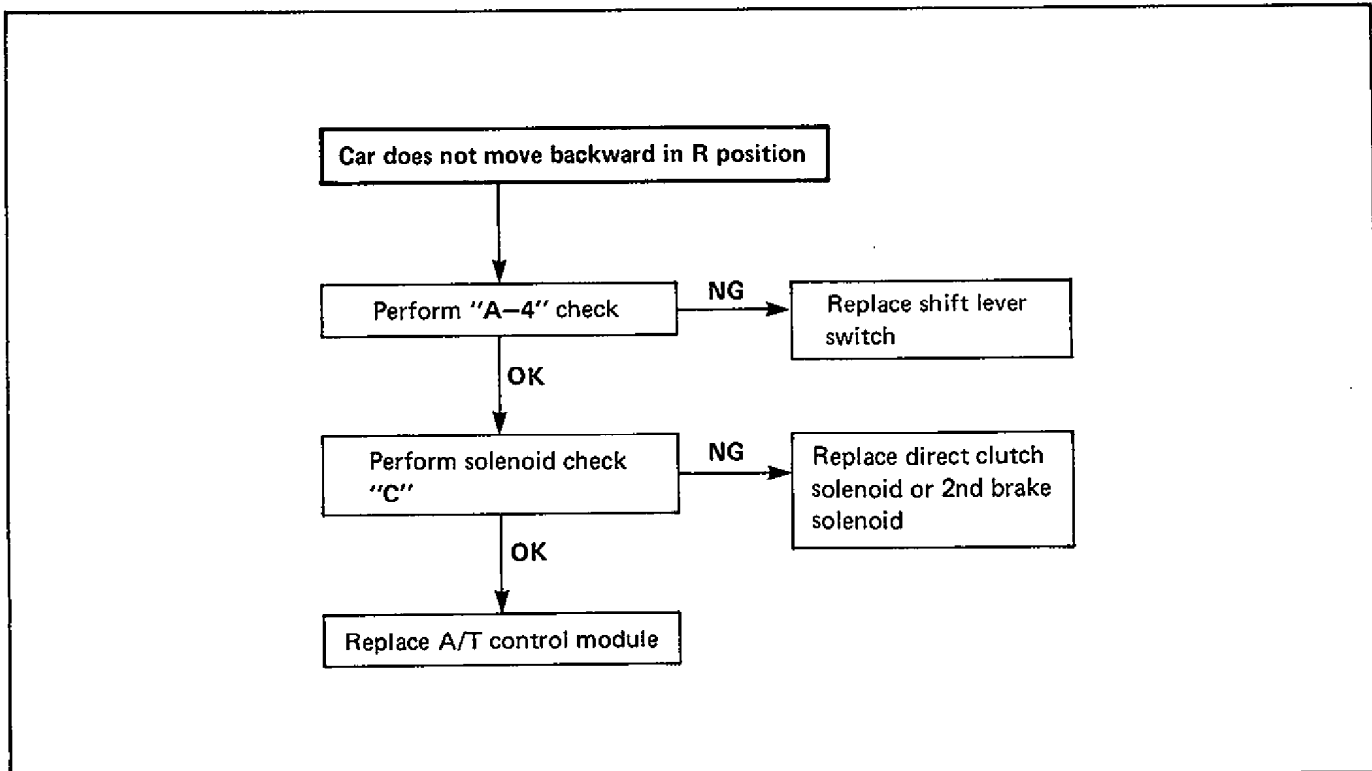 Car does not move backward in R position
Perform "A-4" check
NG
Replace shift lever
switch
OK
Perform solenoid check
"C"
NG
Replace direct clutch
solenoid or 2nd brake
solenoid
OK
Replace A/T control module